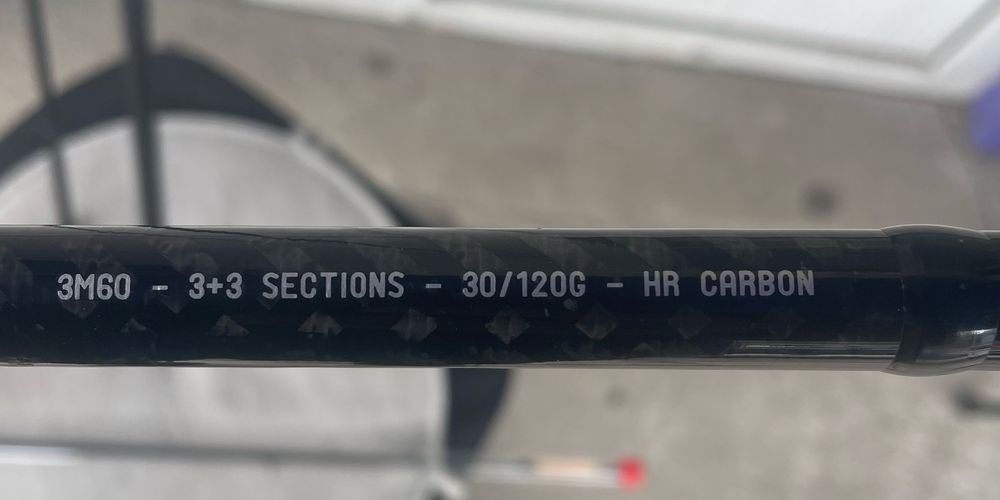 3M60 - 3+3 SECTIONS - 30/120G - HR CARBON